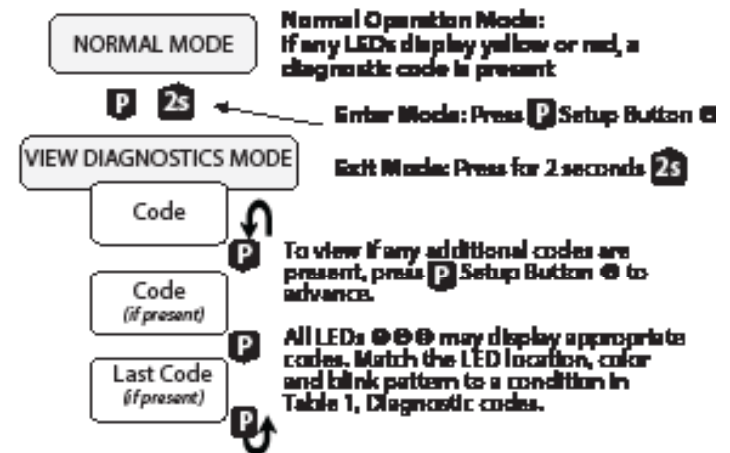 NORMAL MODE
Normal Operation Mode:
If any LEDs display yellow or red, a
diagnostic code is present
P 2s
Enter Mode: Press P Setup Button
VIEW DIAGNOSTICS MODE
Exit Mode: Press for 2 seconds 2s
Code
P
To view if any additional codes are
present, press P Setup Button to
advance.
Code
(if present)
P
All LEDs may display appropriate
codes. Match the LED location, color
and blink pattern to a condition in
Table 1, Diagnostic codes.
Last Code
(if present)
P